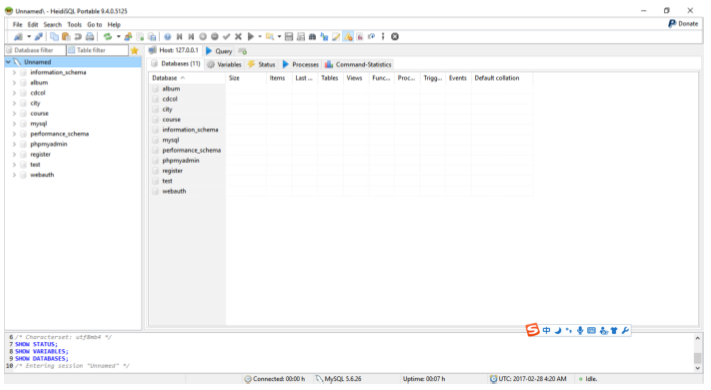 Unnamed\ - HeidiSQL Portable 9.4.0.5125
File Edit Search Tools Go to Help
Donate
Database filter Table filter
Host: 127.0.0.1 Query
Unnamed
information_schema
album
cdcol
city
course
mysql
performance_schema
phpmyadmin
register
test
webauth
Databases (11) Variables Status Processes Command-Statistics
Database Size Items Last ... Tables Views Func... Proc... Trigg... Events Default collation
album
cdcol
city
course
information_schema
mysql
performance_schema
phpmyadmin
register
test
webauth
中
6 /* Characterset: utf8mb4 */
7 SHOW STATUS;
8 SHOW VARIABLES;
9 SHOW DATABASES;
10 /* Entering session "Unnamed" */
Connected: 00:00 h MySQL 5.6.26 Uptime: 00:07 h UTC: 2017-02-28 4:20 AM Idle.